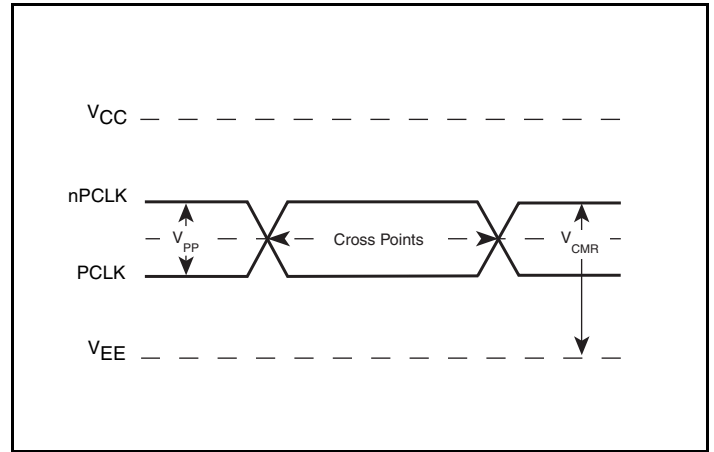 VCC
nPCLK
VPP
Cross Points
VCMR
PCLK
VEE